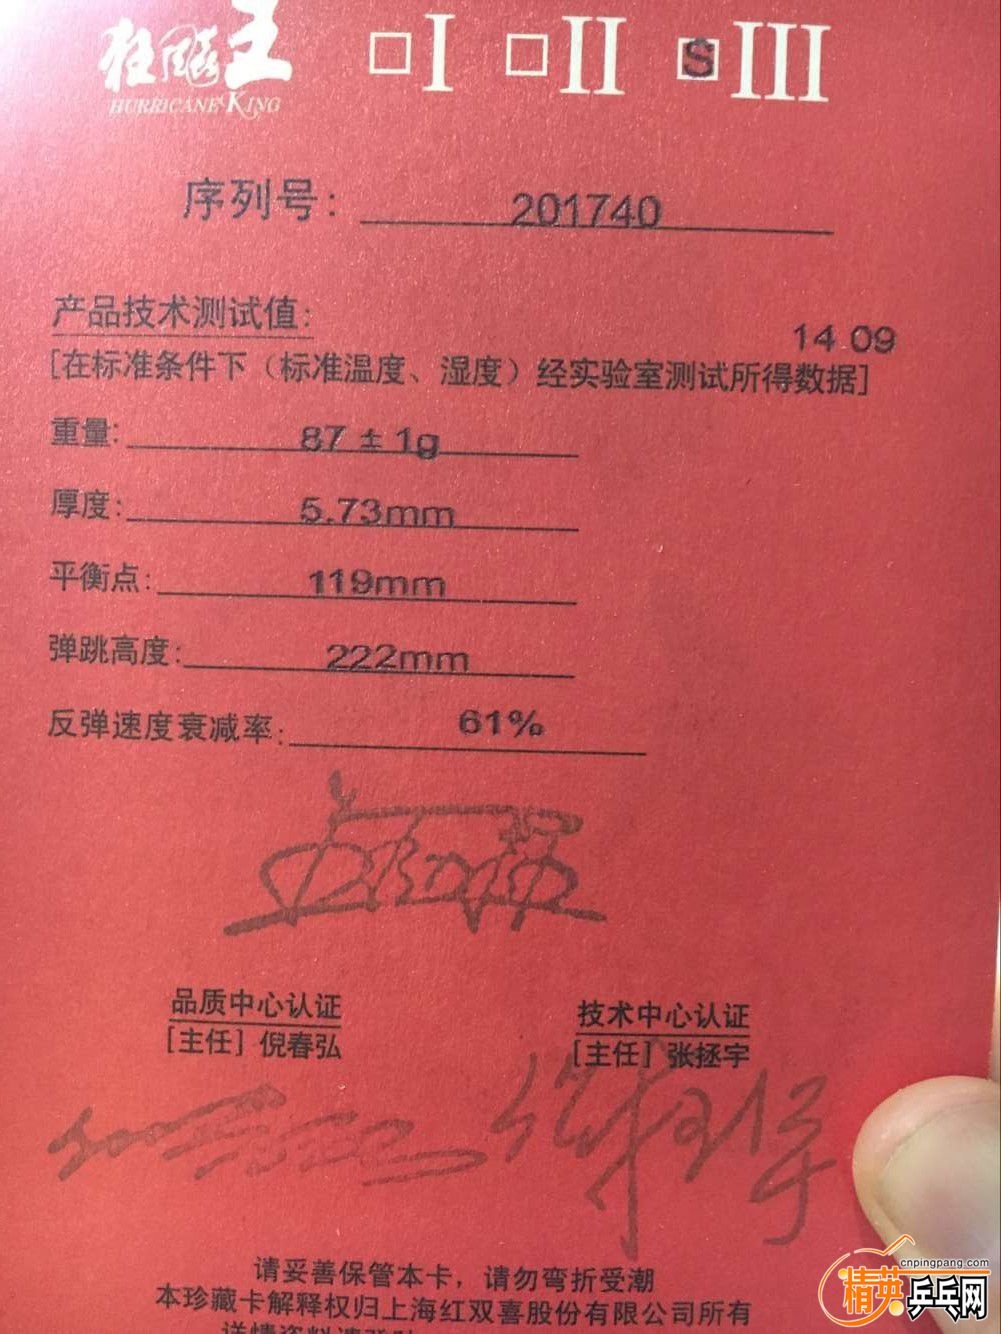 狂飚王 □I □II S III
HURRICANE KING
序列号： 201740
产品技术测试值：
14.09
[在标准条件下（标准温度、湿度）经实验室测试所得数据]
重量： 87 ± 1g
厚度： 5.73mm
平衡点： 119mm
弹跳高度： 222mm
反弹速度衰减率： 61%
品质中心认证 技术中心认证
[主任] 倪春弘 [主任] 张拯宇
请妥善保管本卡，请勿弯折受潮
本珍藏卡解释权归上海红双喜股份有限公司所有
cnpingpang.com
精英乒乓网